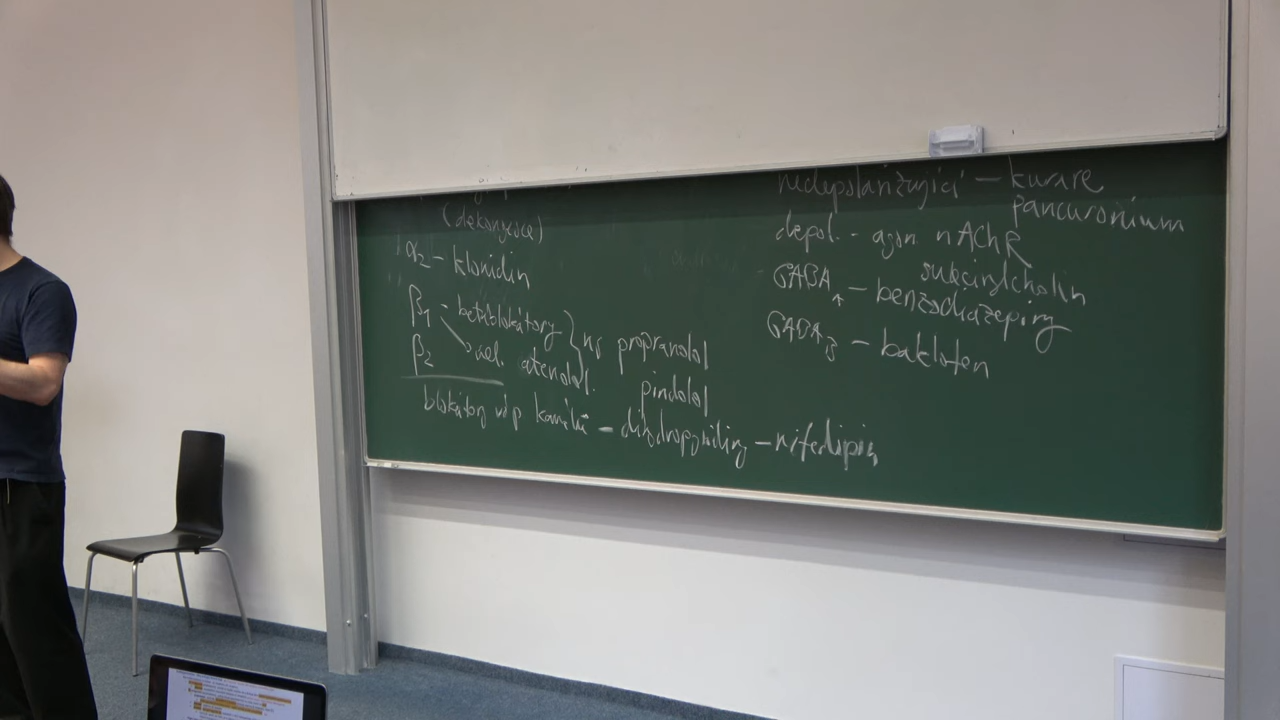 (dekongesce)
α2 – klonidin
β1 – betablokátory } ns propranolol
β2 sel. atenolol pindolol
blokátory vdp kanálů – dihydropyridiny – nifedipin
nedepolarizující – kurare
pancuronium
depol. - agon nAChR
sukcinylcholin
GABAA – benzodiazepiny
GABAB – baklofen